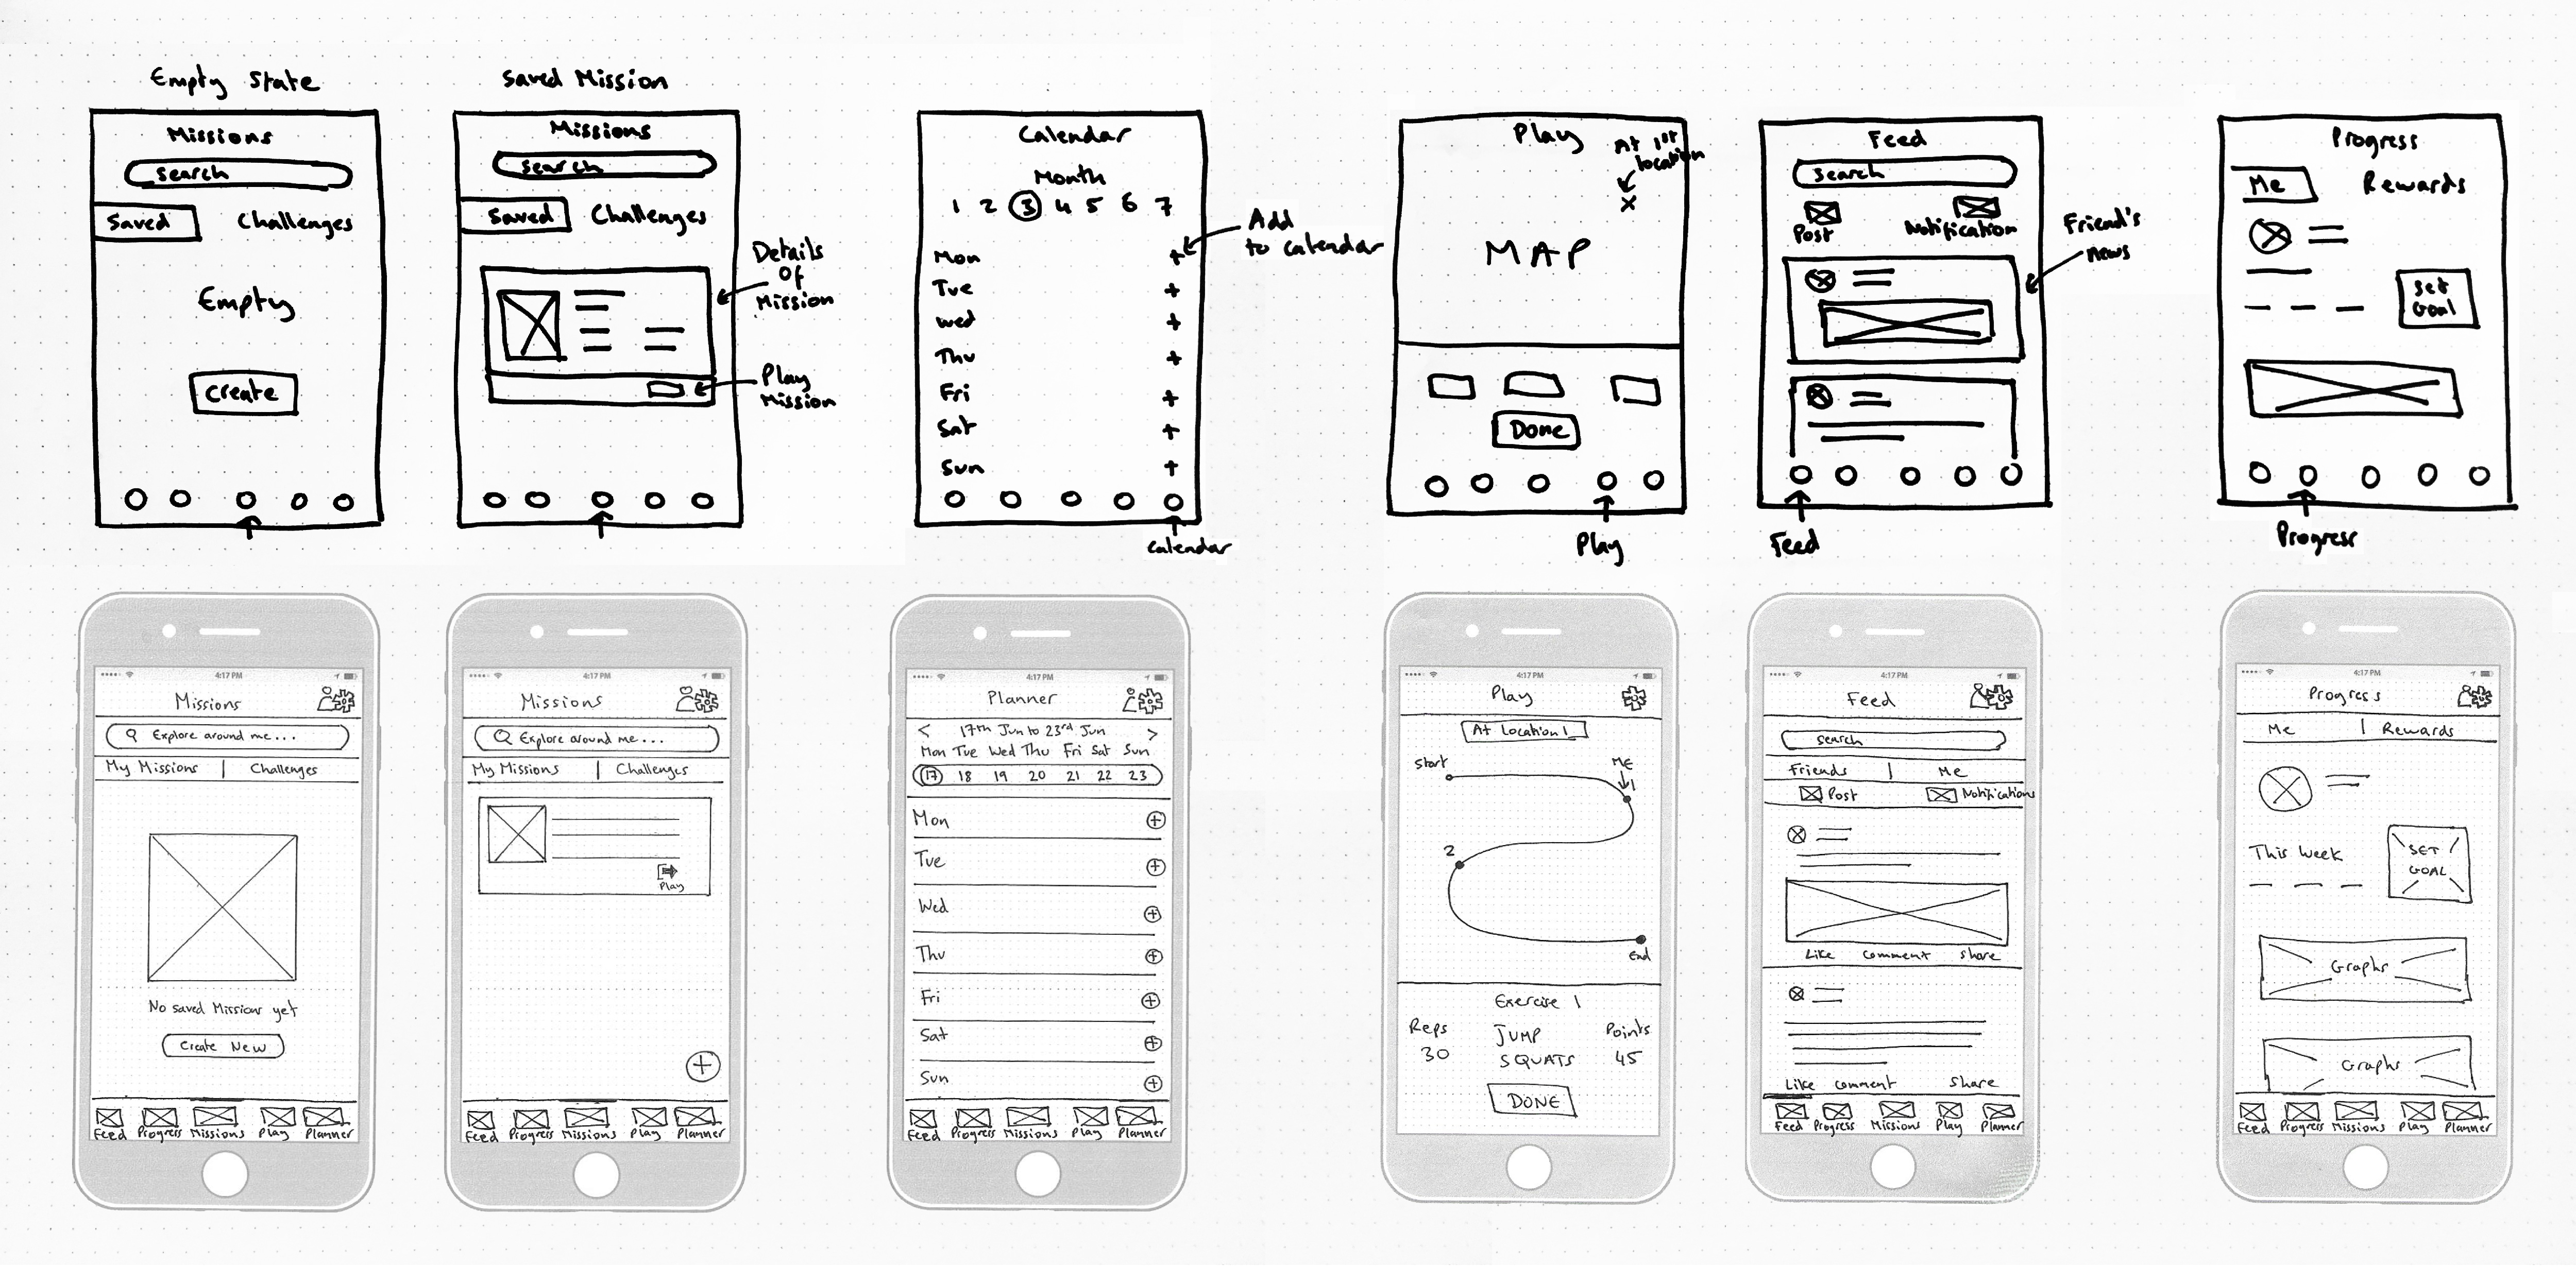 Empty State
Missions
search
Saved
Challenges
Empty
Create
Saved Mission
Missions
search
Saved
Challenges
Details
Of
Mission
Play
Mission
Calendar
Month
1 2 3 4 5 6 7
Add
to calendar
Mon +
Tue +
Wed +
Thu +
Fri +
Sat +
Sun +
Calendar
Play
At 1st
location
x
MAP
Done
Play
Feed
search
Post
Notification
Friend's
news
Feed
Progress
Me
Rewards
Set
Goal
Progress
4:17 PM
Missions
Explore around me...
My Missions | Challenges
No saved Missions yet
Create New
Feed Progress Missions Play Planner
4:17 PM
Missions
Explore around me...
My Missions | Challenges
Play
+
Feed Progress Missions Play Planner
4:17 PM
Planner
< 17th Jun to 23rd Jun >
Mon Tue Wed Thu Fri Sat Sun
17 18 19 20 21 22 23
Mon +
Tue +
Wed +
Thu +
Fri +
Sat +
Sun +
Feed Progress Missions Play Planner
4:17 PM
Play
At Location 1
Start
ME
1
2
End
Exercise 1
Reps JUMP Points
30 SQUATS 45
DONE
4:17 PM
Feed
search
Friends | Me
Post Notifications
Like comment share
Like comment share
Feed Progress Missions Play Planner
4:17 PM
Progress
Me | Rewards
This Week
SET
GOAL
Graphs
Graphs
Feed Progress Missions Play Planner